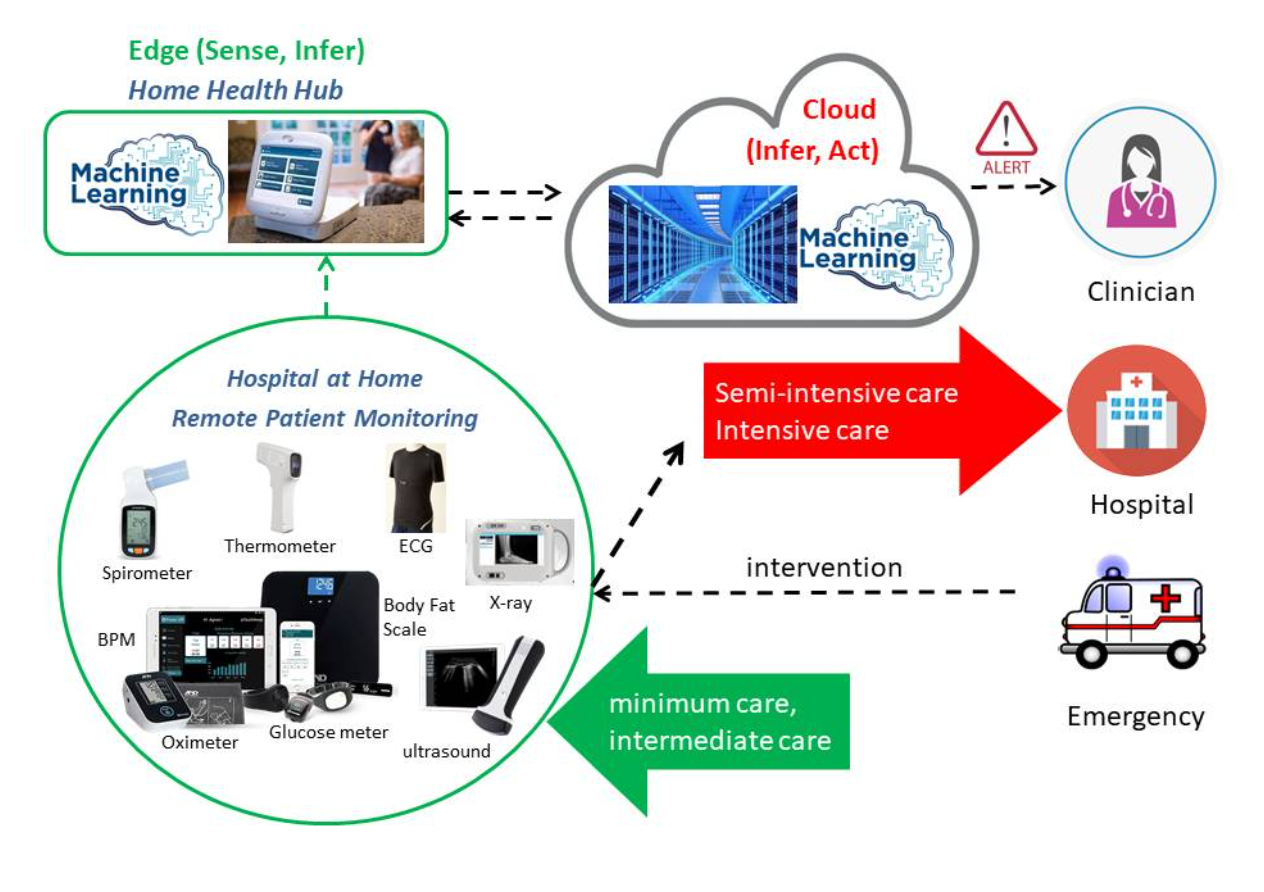 Edge (Sense, Infer)
Home Health Hub
Machine
Learning
Cloud
(Infer, Act)
Machine
Learning
ALERT
Clinician
Hospital at Home
Remote Patient Monitoring
Semi-intensive care
Intensive care
Hospital
Spirometer
Thermometer
ECG
X-ray
BPM
Body Fat
Scale
Oximeter
Glucose meter
ultrasound
intervention
minimum care,
intermediate care
Emergency